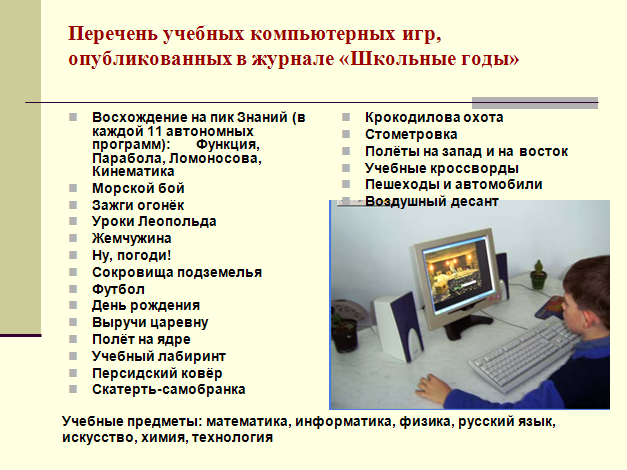 Перечень учебных компьютерных игр,
опубликованных в журнале «Школьные годы»
Восхождение на пик Знаний (в
каждой 11 автономных
программ): Функция,
Парабола, Ломоносова,
Кинематика
Морской бой
Зажги огонёк
Уроки Леопольда
Жемчужина
Ну, погоди!
Сокровища подземелья
Футбол
День рождения
Выручи царевну
Полёт на ядре
Учебный лабиринт
Персидский ковёр
Скатерть-самобранка
Крокодилова охота
Стометровка
Полёты на запад и на восток
Учебные кроссворды
Пешеходы и автомобили
Воздушный десант
Учебные предметы: математика, информатика, физика, русский язык,
искусство, химия, технология